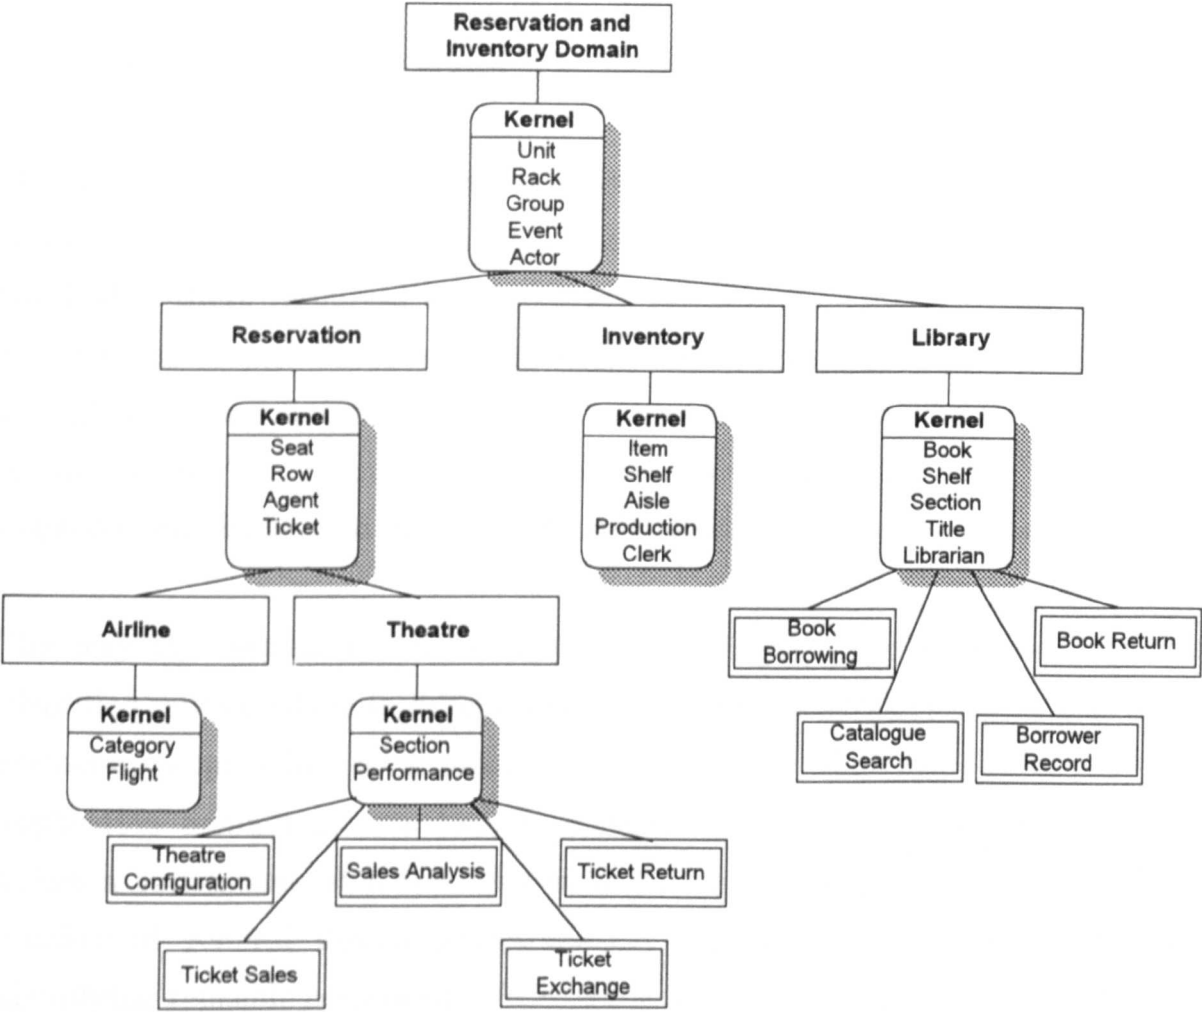 Reservation and
Inventory Domain
Kernel
Unit
Rack
Group
Event
Actor
Reservation
Inventory
Library
Kernel
Seat
Row
Agent
Ticket
Kernel
Item
Shelf
Aisle
Production
Clerk
Kernel
Book
Shelf
Section
Title
Librarian
Airline
Theatre
Book
Borrowing
Book Return
Kernel
Category
Flight
Kernel
Section
Performance
Catalogue
Search
Borrower
Record
Theatre
Configuration
Sales Analysis
Ticket Return
Ticket Sales
Ticket
Exchange